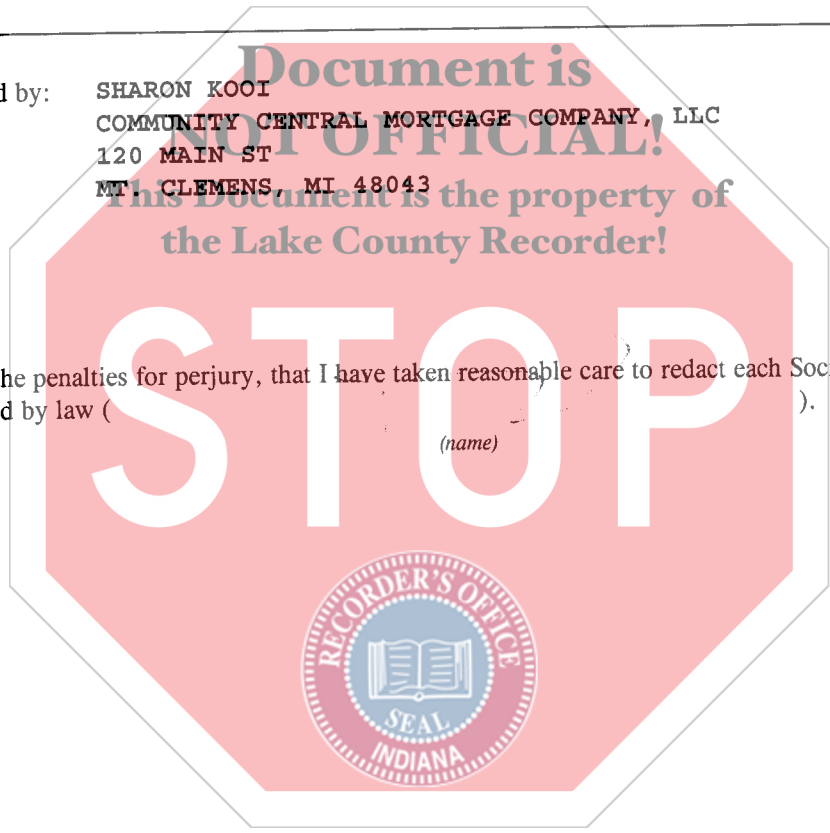 Document is
d by: SHARON KOOI
COMMUNITY CENTRAL MORTGAGE COMPANY, LLC
NOT OFFICIAL!
120 MAIN ST
MT. CLEMENS, MI 48043
This Document is the property of
the Lake County Recorder!
STOP
he penalties for perjury, that I have taken reasonable care to redact each Soc
d by law ( ).
(name)
RECORDER'S OFFICE
SEAL
INDIANA